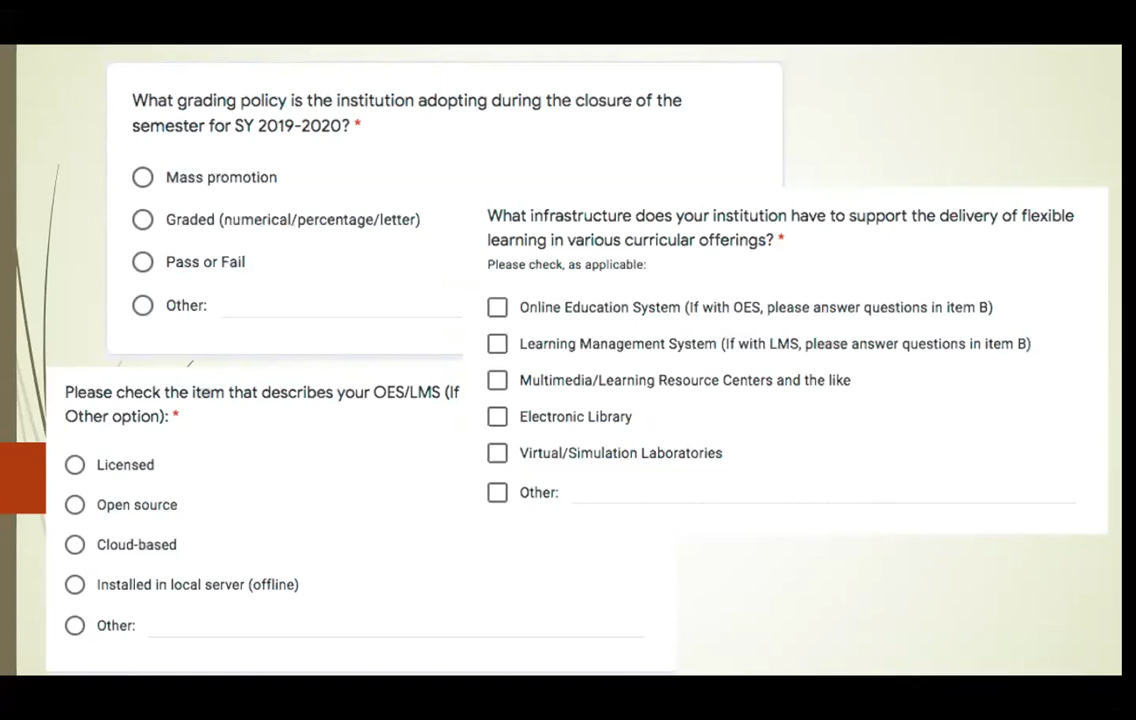 What grading policy is the institution adopting during the closure of the
semester for SY 2019-2020? *
Mass promotion
Graded (numerical/percentage/letter)
Pass or Fail
Other:
What infrastructure does your institution have to support the delivery of flexible
learning in various curricular offerings? *
Please check, as applicable:
Online Education System (If with OES, please answer questions in item B)
Learning Management System (If with LMS, please answer questions in item B)
Multimedia/Learning Resource Centers and the like
Electronic Library
Virtual/Simulation Laboratories
Other:
Please check the item that describes your OES/LMS (If
Other option): *
Licensed
Open source
Cloud-based
Installed in local server (offline)
Other: